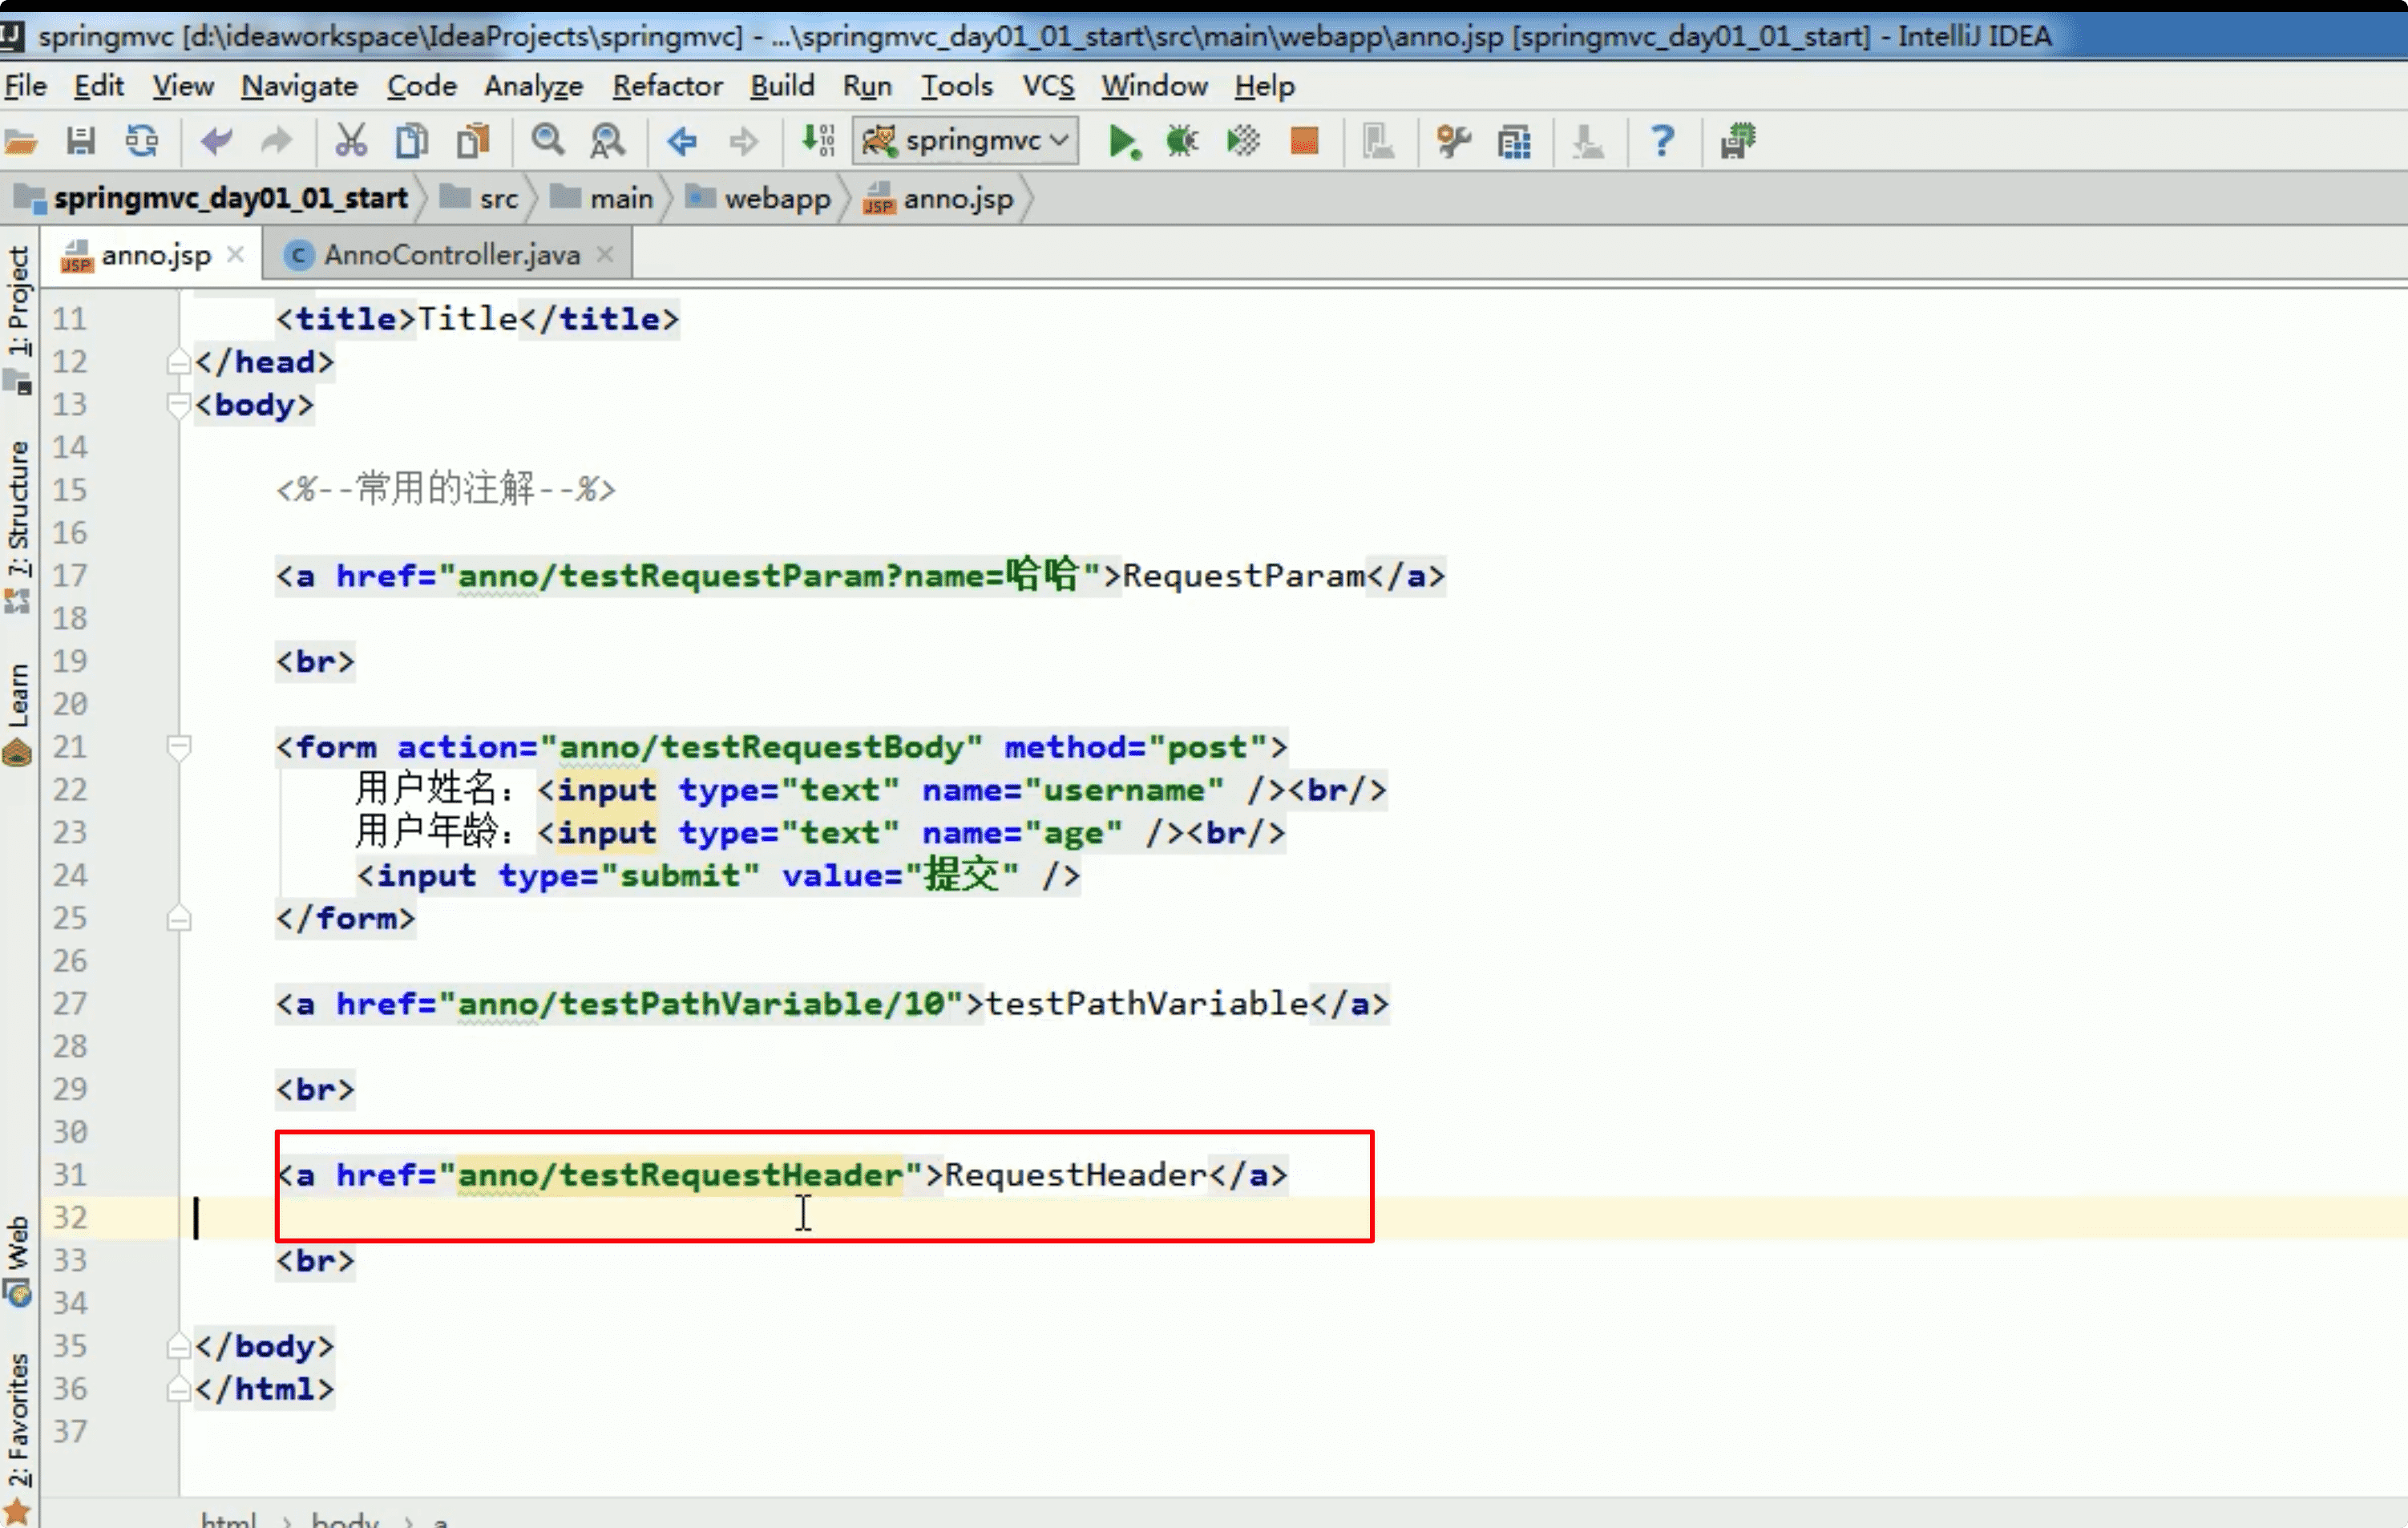 springmvc [d:\ideaworkspace\IdeaProjects\springmvc] - ...\springmvc_day01_01_start\src\main\webapp\anno.jsp [springmvc_day01_01_start] - IntelliJ IDEA
File Edit View Navigate Code Analyze Refactor Build Run Tools VCS Window Help
springmvc
springmvc_day01_01_start src main webapp anno.jsp
anno.jsp AnnoController.java
1: Project
7: Structure
Learn
Web
2: Favorites
11 <title>Title</title>
12 </head>
13 <body>
14
15 <%--常用的注解--%>
16
17 <a href="anno/testRequestParam?name=哈哈">RequestParam</a>
18
19 <br>
20
21 <form action="anno/testRequestBody" method="post">
22 用户姓名：<input type="text" name="username" /><br/>
23 用户年龄：<input type="text" name="age" /><br/>
24 <input type="submit" value="提交" />
25 </form>
26
27 <a href="anno/testPathVariable/10">testPathVariable</a>
28
29 <br>
30
31 <a href="anno/testRequestHeader">RequestHeader</a>
32
33 <br>
34
35 </body>
36 </html>
37
html › body › a